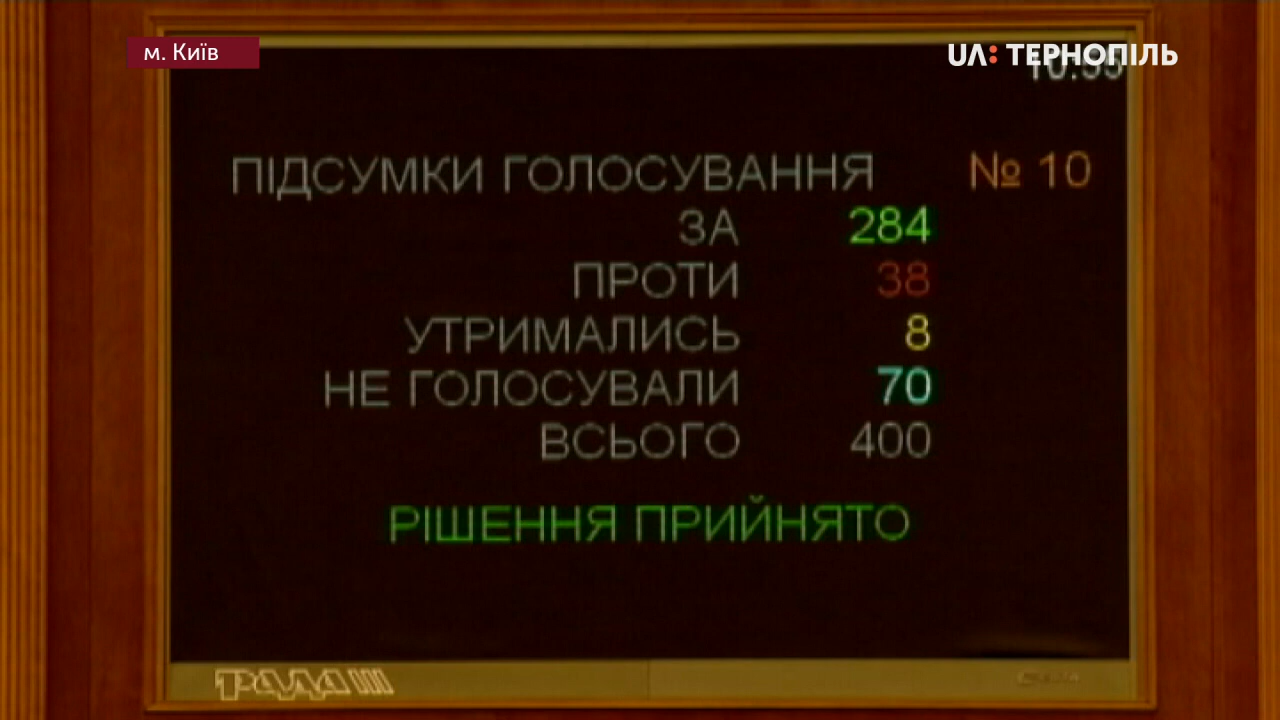 м. Київ
UA: ТЕРНОПІЛЬ
ПІДСУМКИ ГОЛОСУВАННЯ № 10
ЗА 284
ПРОТИ 38
УТРИМАЛИСЬ 8
НЕ ГОЛОСУВАЛИ 70
ВСЬОГО 400
РІШЕННЯ ПРИЙНЯТО
РАДА III